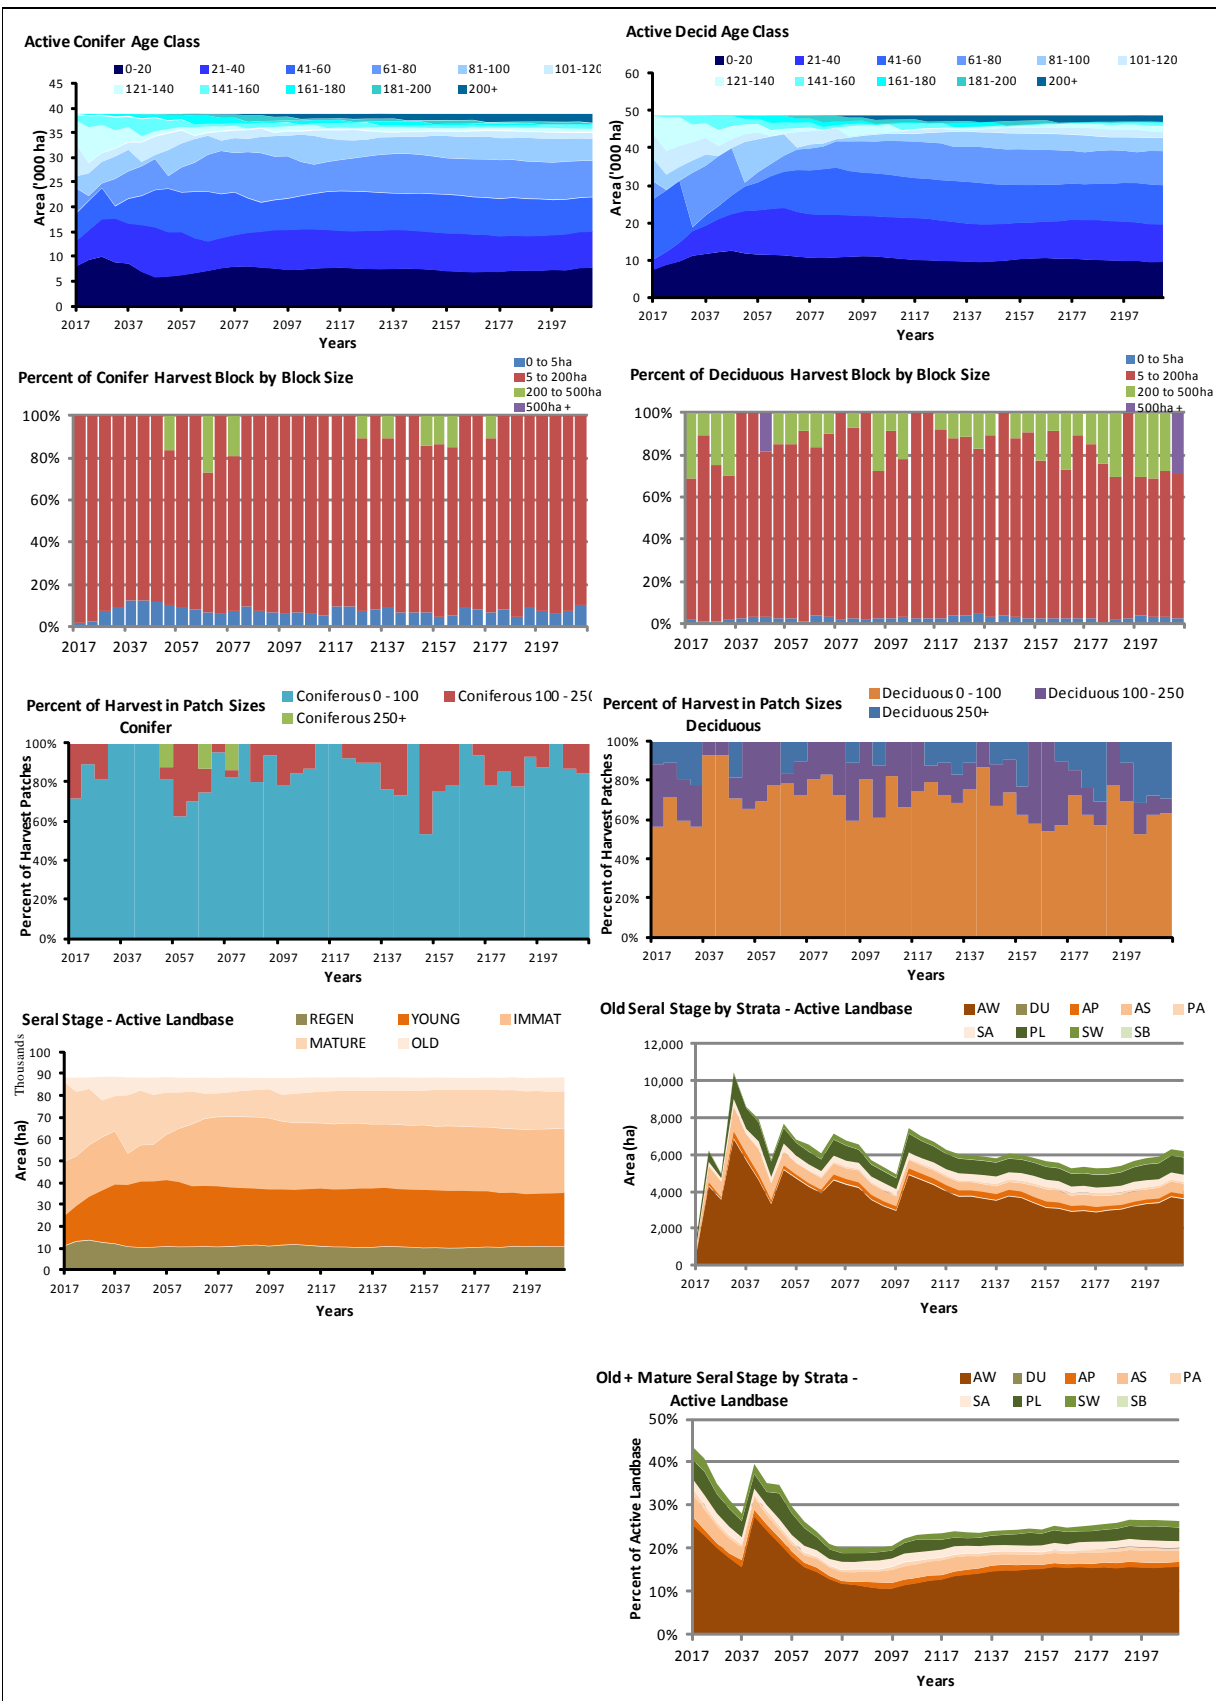 Active Conifer Age Class
0-20 21-40 41-60 61-80 81-100 101-120
121-140 141-160 161-180 181-200 200+
45
40
35
30
25
20
15
10
5
0
Area ('000 ha)
2017 2037 2057 2077 2097 2117 2137 2157 2177 2197
Years
Active Decid Age Class
0-20 21-40 41-60 61-80 81-100 101-120
121-140 141-160 161-180 181-200 200+
60
50
40
30
20
10
0
Area ('000 ha)
2017 2037 2057 2077 2097 2117 2137 2157 2177 2197
Years
Percent of Conifer Harvest Block by Block Size
0 to 5ha
5 to 200ha
200 to 500ha
500ha +
100%
80%
60%
40%
20%
0%
2017 2037 2057 2077 2097 2117 2137 2157 2177 2197
Percent of Deciduous Harvest Block by Block Size
0 to 5ha
5 to 200ha
200 to 500ha
500ha +
100%
80%
60%
40%
20%
0%
2017 2037 2057 2077 2097 2117 2137 2157 2177 2197
Percent of Harvest in Patch Sizes
Conifer
Coniferous 0 - 100 Coniferous 100 - 250
Coniferous 250+
100%
80%
60%
40%
20%
0%
Percent of Harvest Patches
2017 2037 2057 2077 2097 2117 2137 2157 2177 2197
Years
Percent of Harvest in Patch Sizes
Deciduous
Deciduous 0 - 100 Deciduous 100 - 250
Deciduous 250+
100%
80%
60%
40%
20%
0%
Percent of Harvest Patches
2017 2037 2057 2077 2097 2117 2137 2157 2177 2197
Years
Seral Stage - Active Landbase
REGEN YOUNG IMMAT
MATURE OLD
Thousands
100
90
80
70
60
50
40
30
20
10
0
Area (ha)
2017 2037 2057 2077 2097 2117 2137 2157 2177 2197
Years
Old Seral Stage by Strata - Active Landbase
AW DU AP AS PA
SA PL SW SB
12,000
10,000
8,000
6,000
4,000
2,000
0
Area (ha)
2017 2037 2057 2077 2097 2117 2137 2157 2177 2197
Years
Old + Mature Seral Stage by Strata -
Active Landbase
AW DU AP AS PA
SA PL SW SB
50%
40%
30%
20%
10%
0%
Percent of Active Landbase
2017 2037 2057 2077 2097 2117 2137 2157 2177 2197
Years